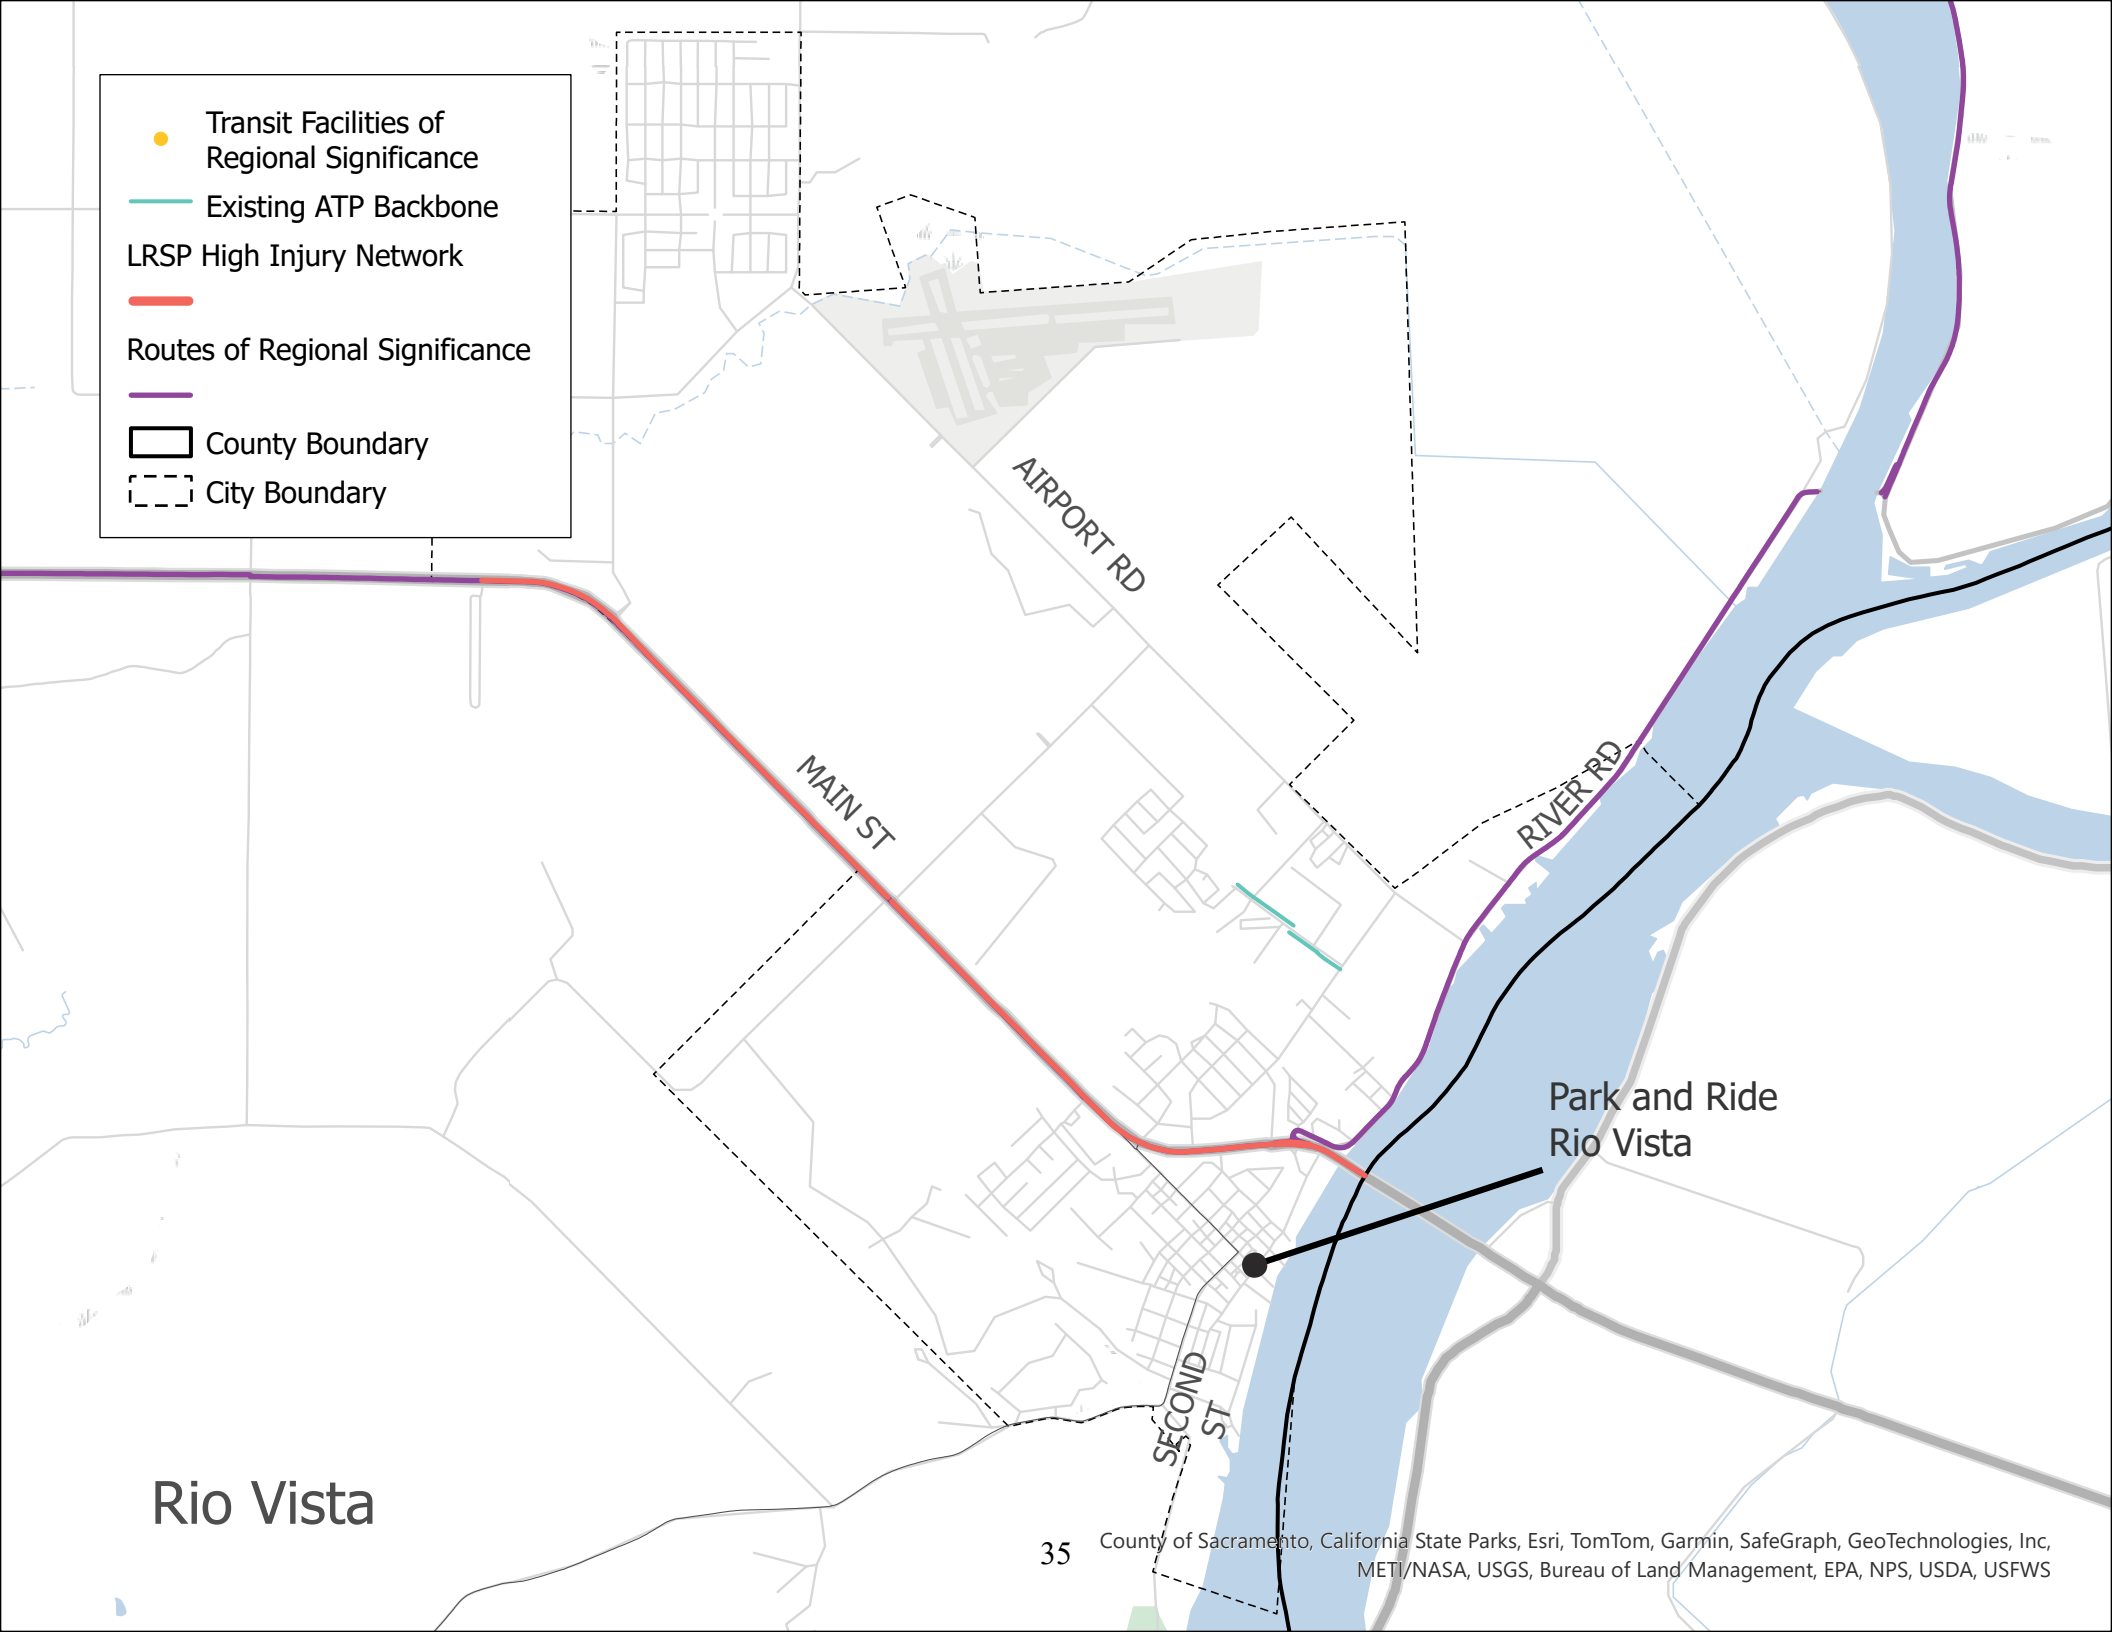 Transit Facilities of
Regional Significance
Existing ATP Backbone
LRSP High Injury Network
Routes of Regional Significance
County Boundary
City Boundary
AIRPORT RD
MAIN ST
RIVER RD
Park and Ride
Rio Vista
SECOND
ST
Rio Vista
35
County of Sacramento, California State Parks, Esri, TomTom, Garmin, SafeGraph, GeoTechnologies, Inc,
METI/NASA, USGS, Bureau of Land Management, EPA, NPS, USDA, USFWS